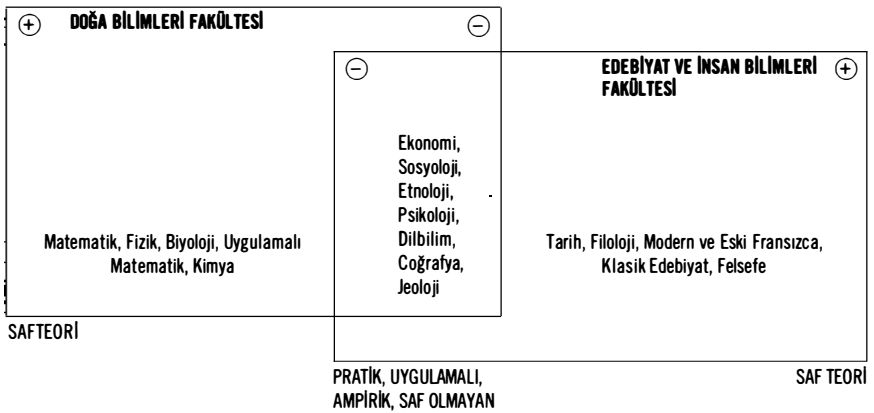 + DOĞA BİLİMLERİ FAKÜLTESİ −
− EDEBİYAT VE İNSAN BİLİMLERİ +
FAKÜLTESİ
Ekonomi,
Sosyoloji,
Etnoloji,
Psikoloji,
Dilbilim,
Coğrafya,
Jeoloji
Matematik, Fizik, Biyoloji, Uygulamalı
Matematik, Kimya
Tarih, Filoloji, Modern ve Eski Fransızca,
Klasik Edebiyat, Felsefe
SAFTEORİ
PRATİK, UYGULAMALI,
AMPİRİK, SAF OLMAYAN
SAF TEORİ